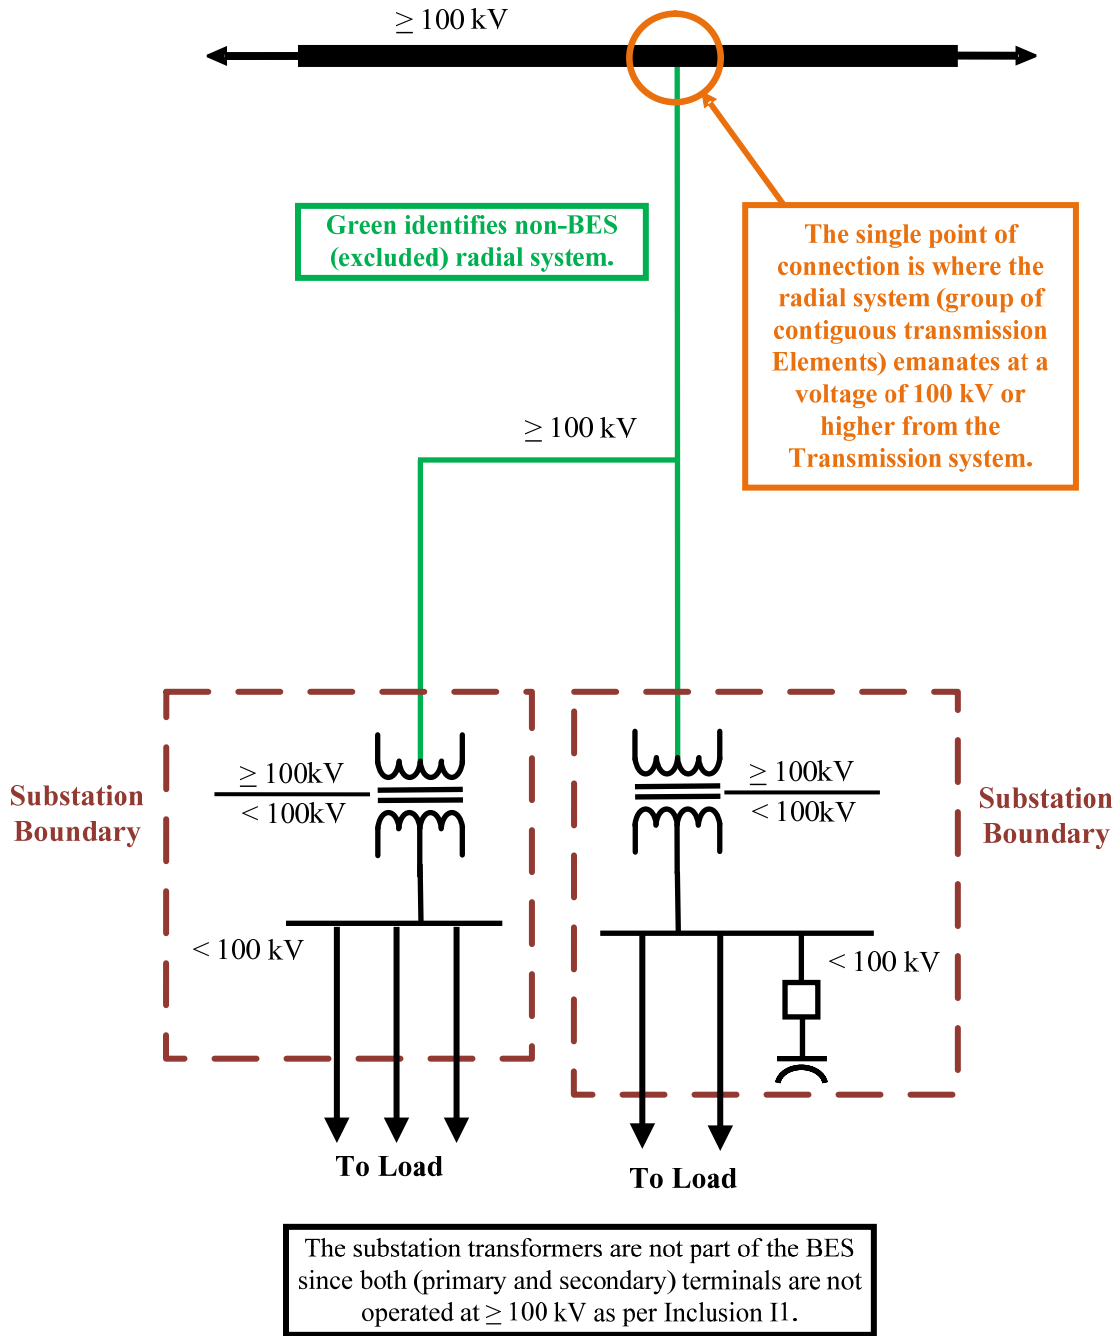 ≥ 100 kV
Green identifies non-BES
(excluded) radial system.
The single point of
connection is where the
radial system (group of
contiguous transmission
Elements) emanates at a
voltage of 100 kV or
higher from the
Transmission system.
≥ 100 kV
Substation
Boundary
≥ 100kV
< 100kV
≥ 100kV
< 100kV
Substation
Boundary
< 100 kV
< 100 kV
To Load
To Load
The substation transformers are not part of the BES
since both (primary and secondary) terminals are not
operated at ≥ 100 kV as per Inclusion I1.